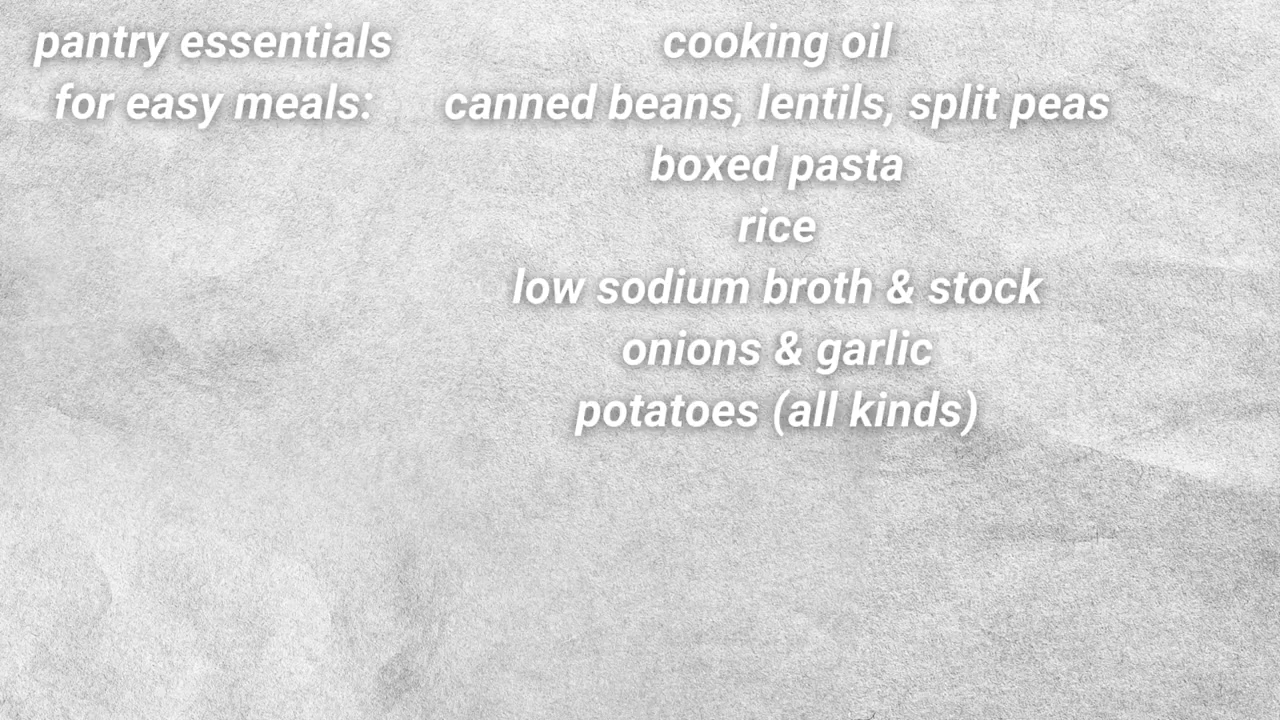 pantry essentials
for easy meals:
cooking oil
canned beans, lentils, split peas
boxed pasta
rice
low sodium broth & stock
onions & garlic
potatoes (all kinds)